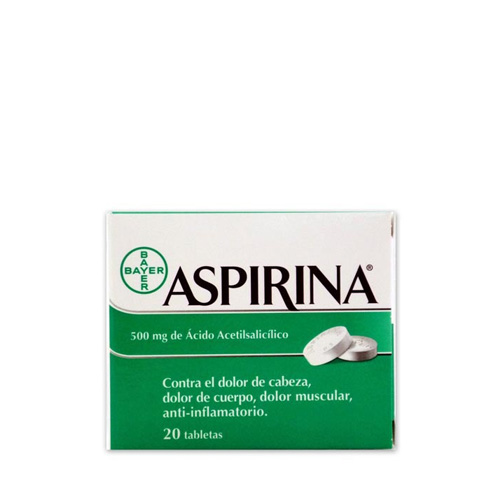 BAYER
BAYER
ASPIRINA®
500 mg de Ácido Acetilsalicílico
Contra el dolor de cabeza,
dolor de cuerpo, dolor muscular,
anti-inflamatorio.
20 tabletas